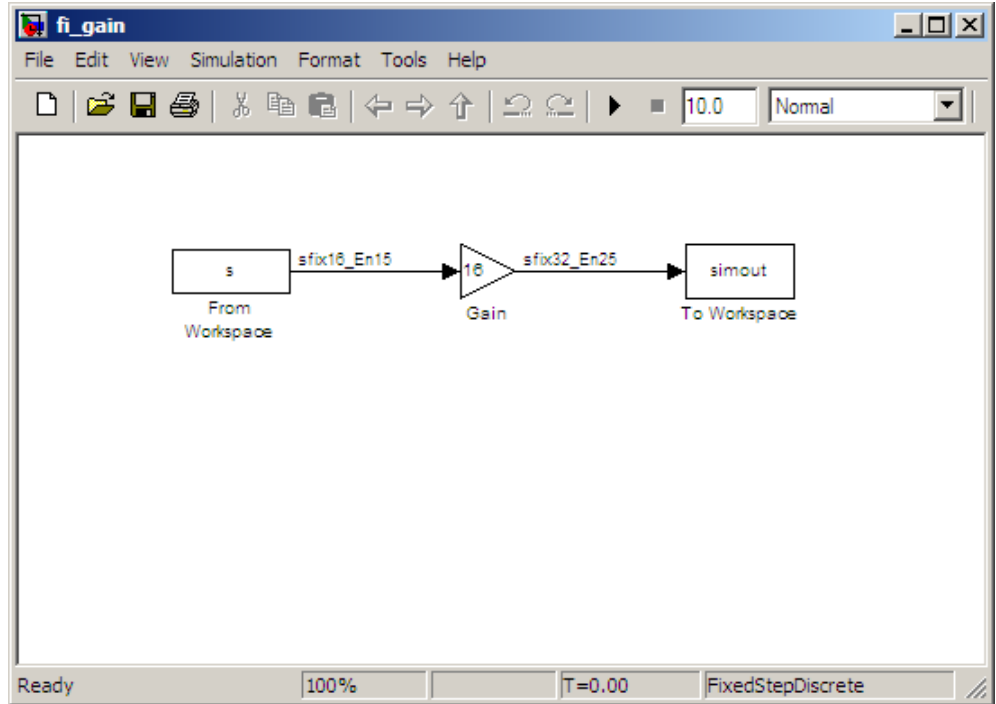 fi_gain
File Edit View Simulation Format Tools Help
10.0 Normal
sfix16_En15 sfix32_En25
s 16 simout
From Gain To Workspace
Workspace
Ready 100% T=0.00 FixedStepDiscrete